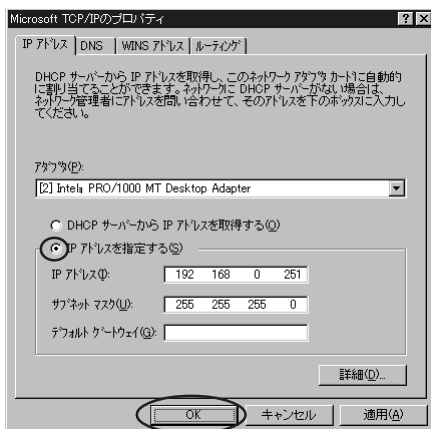 Microsoft TCP/IPのプロパティ
IP アドレス DNS WINS アドレス ルーティング
DHCP サーバーから IP アドレスを取得し、このネットワーク アダプタ カードに自動的
に割り当てることができます。ネットワークに DHCP サーバーがない場合は、
ネットワーク管理者にアドレスを問い合わせて、そのアドレスを下のボックスに入力し
てください。
アダプタ(P):
[2] Intel PRO/1000 MT Desktop Adapter
DHCP サーバーから IP アドレスを取得する(O)
IP アドレスを指定する(S)
IP アドレス(I): 192 168 0 251
サブネット マスク(U): 255 255 255 0
デフォルト ゲートウェイ(G):
詳細(D)...
OK キャンセル 適用(A)